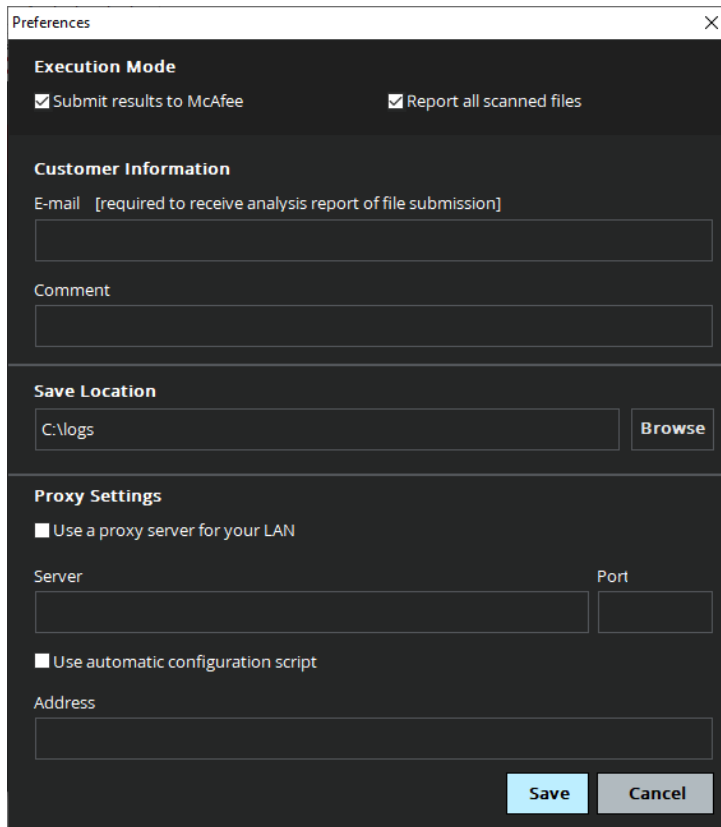 Preferences
Execution Mode
Submit results to McAfee
Report all scanned files
Customer Information
E-mail [required to receive analysis report of file submission]
Comment
Save Location
C:\logs
Browse
Proxy Settings
Use a proxy server for your LAN
Server
Port
Use automatic configuration script
Address
Save
Cancel